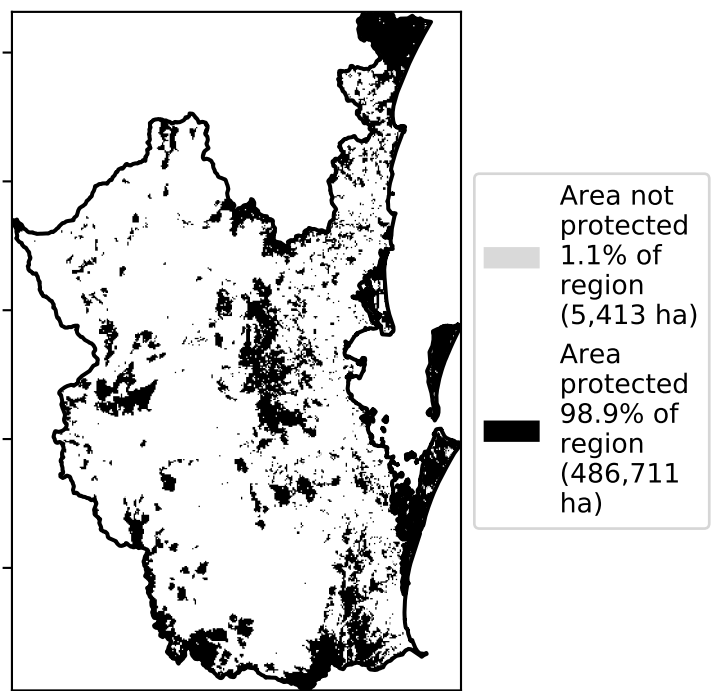 Area not
protected
1.1% of
region
(5,413 ha)
Area
protected
98.9% of
region
(486,711
ha)